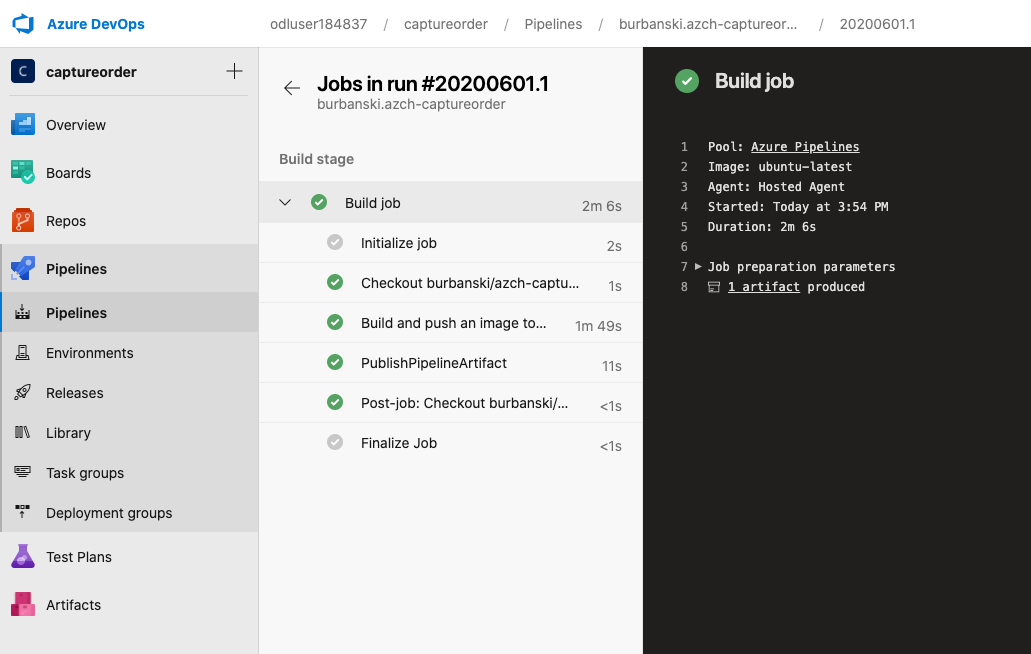 Azure DevOps
odluser184837 / captureorder / Pipelines / burbanski.azch-captureor... / 20200601.1
C captureorder
Overview
Boards
Repos
Pipelines
Pipelines
Environments
Releases
Library
Task groups
Deployment groups
Test Plans
Artifacts
Jobs in run #20200601.1
burbanski.azch-captureorder
Build stage
Build job 2m 6s
Initialize job 2s
Checkout burbanski/azch-captu... 1s
Build and push an image to... 1m 49s
PublishPipelineArtifact 11s
Post-job: Checkout burbanski/... <1s
Finalize Job <1s
Build job
1 Pool: Azure Pipelines
2 Image: ubuntu-latest
3 Agent: Hosted Agent
4 Started: Today at 3:54 PM
5 Duration: 2m 6s
6
7 Job preparation parameters
8 1 artifact produced